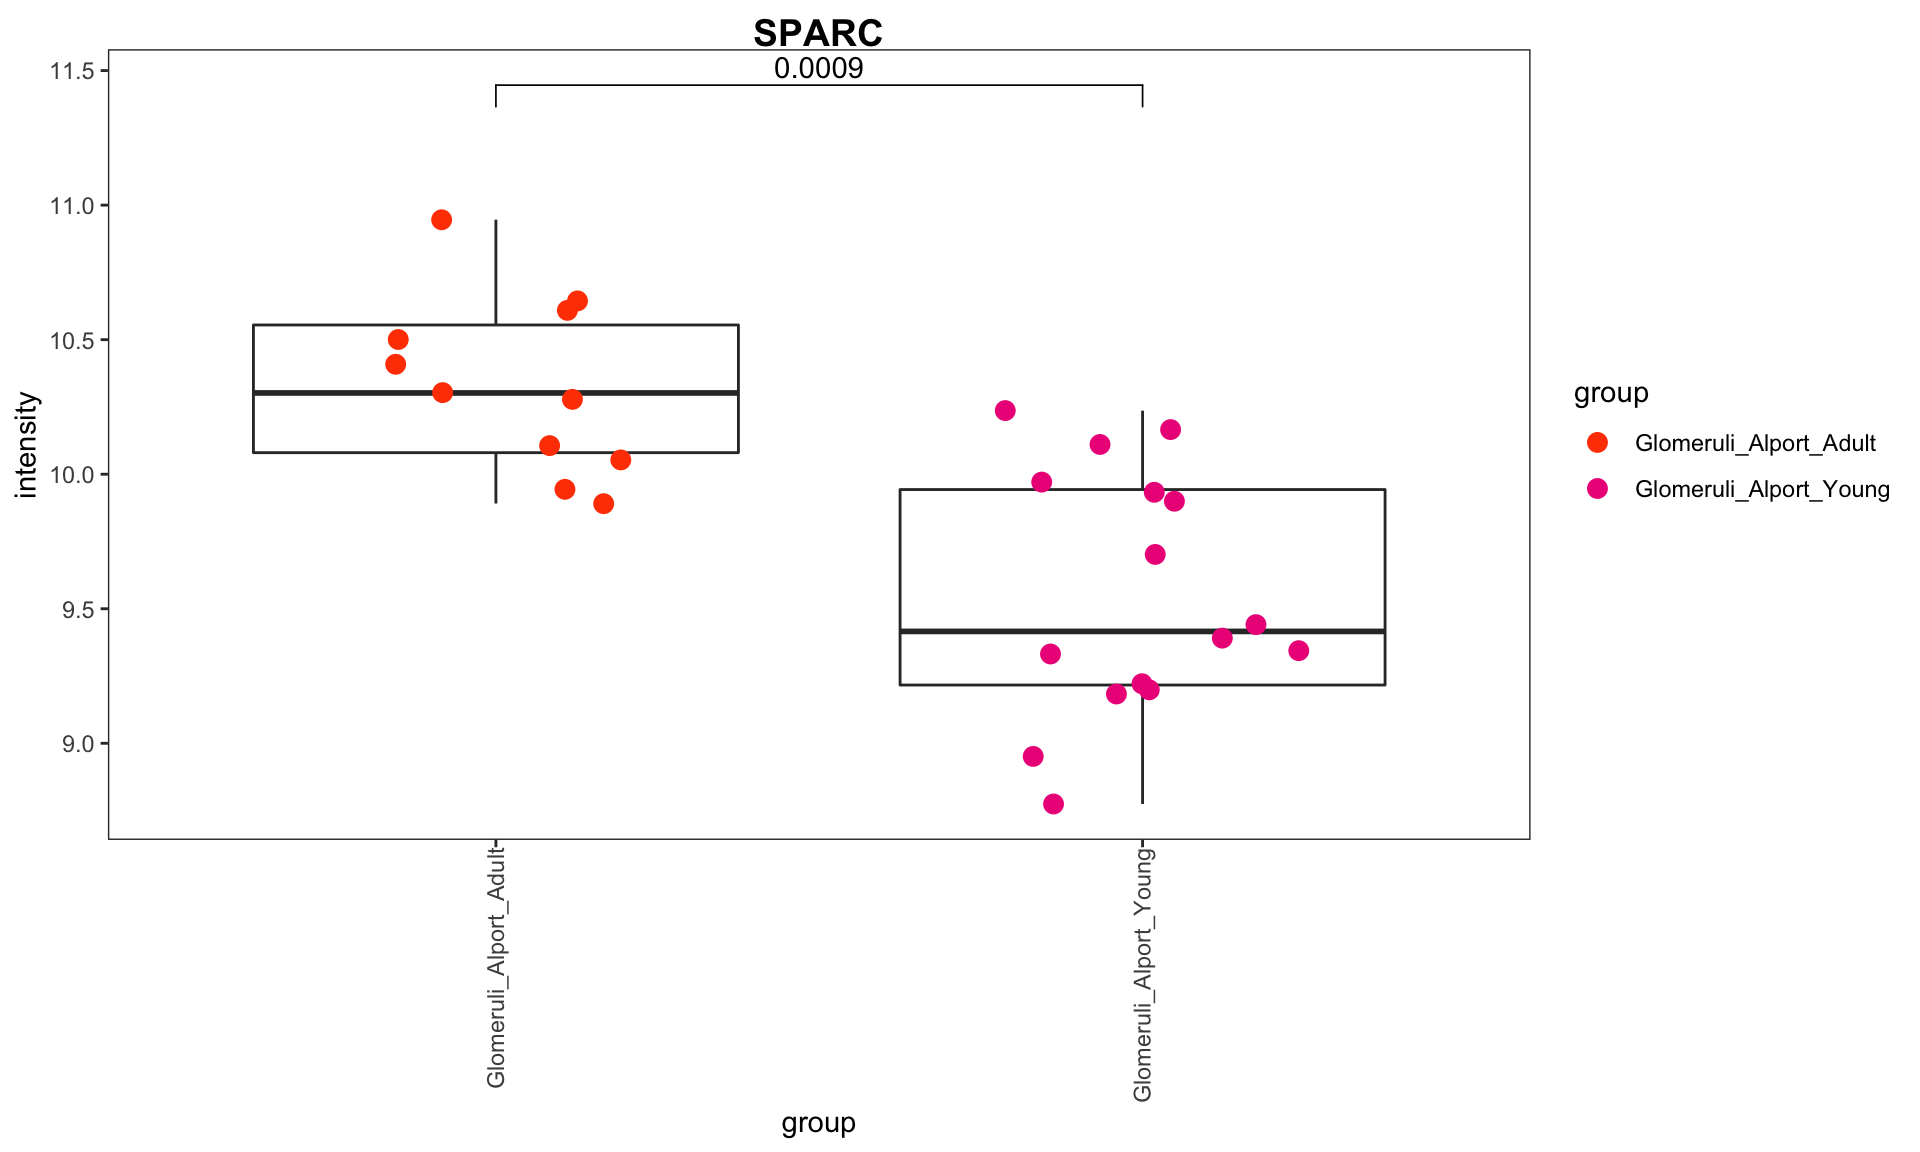 SPARC
0.0009
11.5
11.0
10.5
10.0
9.5
9.0
intensity
Glomeruli_Alport_Adult
Glomeruli_Alport_Young
group
group
Glomeruli_Alport_Adult
Glomeruli_Alport_Young